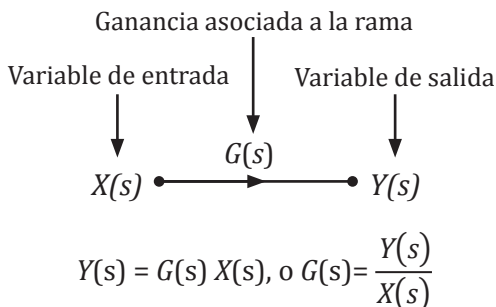 Ganancia asociada a la rama
Variable de entrada
Variable de salida
G(s)
X(s)
Y(s)
Y(s) = G(s) X(s), o G(s)= Y(s)/X(s)